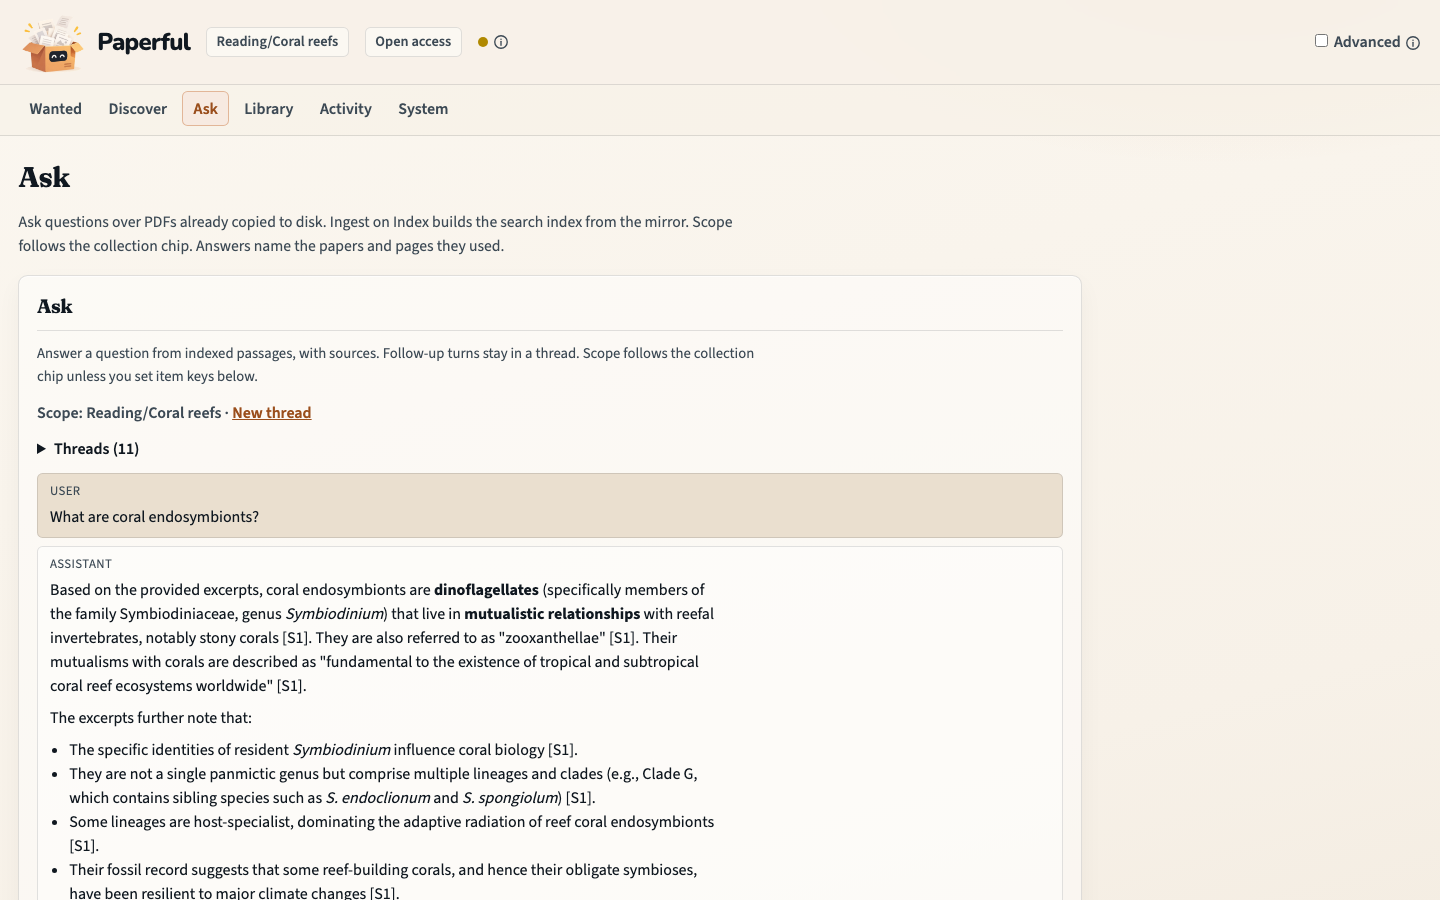 Paperful
Reading/Coral reefs
Open access
Advanced
Wanted
Discover
Ask
Library
Activity
System
Ask
Ask questions over PDFs already copied to disk. Ingest on Index builds the search index from the mirror. Scope
follows the collection chip. Answers name the papers and pages they used.
Ask
Answer a question from indexed passages, with sources. Follow-up turns stay in a thread. Scope follows the collection
chip unless you set item keys below.
Scope: Reading/Coral reefs · New thread
Threads (11)
USER
What are coral endosymbionts?
ASSISTANT
Based on the provided excerpts, coral endosymbionts are dinoflagellates (specifically members of
the family Symbiodiniaceae, genus Symbiodinium) that live in mutualistic relationships with reefal
invertebrates, notably stony corals [S1]. They are also referred to as "zooxanthellae" [S1]. Their
mutualisms with corals are described as "fundamental to the existence of tropical and subtropical
coral reef ecosystems worldwide" [S1].
The excerpts further note that:
• The specific identities of resident Symbiodinium influence coral biology [S1].
• They are not a single panmictic genus but comprise multiple lineages and clades (e.g., Clade G,
which contains sibling species such as S. endoclionum and S. spongiolum) [S1].
• Some lineages are host-specialist, dominating the adaptive radiation of reef coral endosymbionts
[S1].
• Their fossil record suggests that some reef-building corals, and hence their obligate symbioses,
have been resilient to major climate changes [S1].